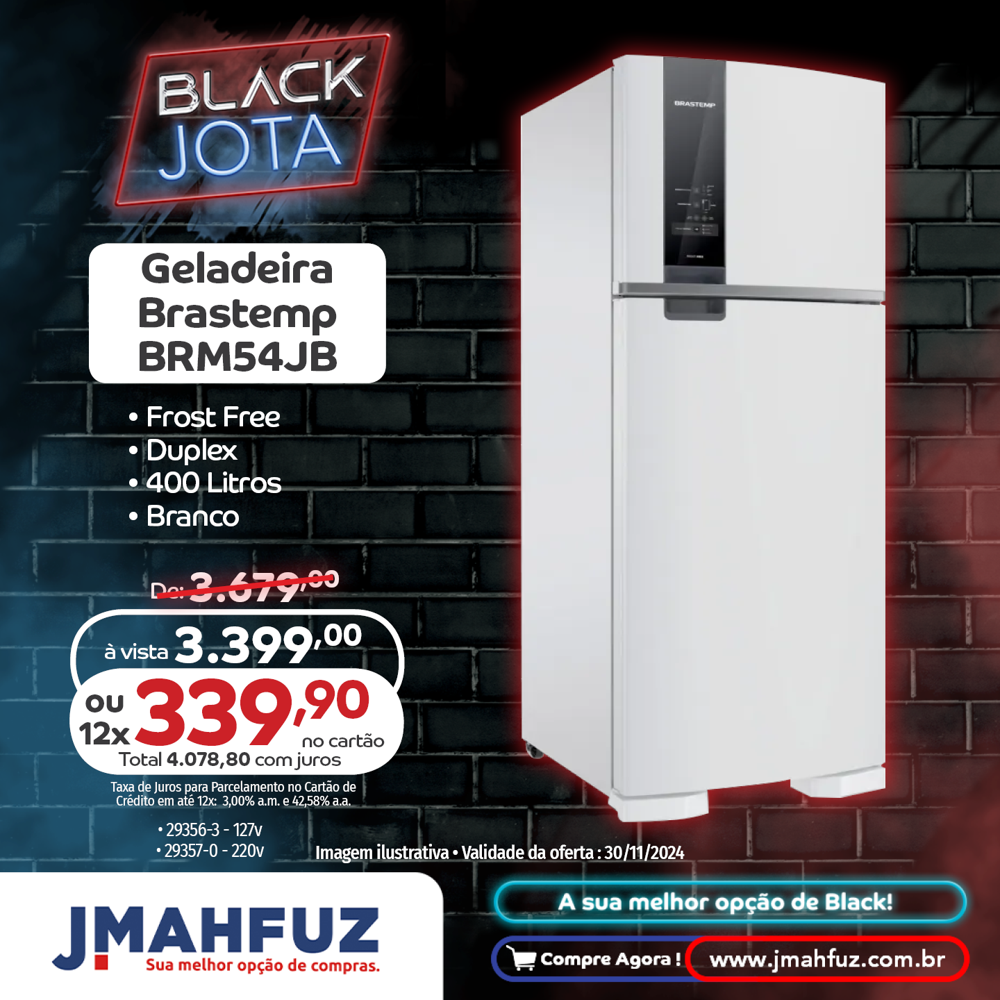 BLACK
JOTA
BRASTEMP
Geladeira
Brastemp
BRM54JB
• Frost Free
• Duplex
• 400 Litros
• Branco
De: 3.679,00
à vista 3.399,00
ou
12x 339,90
no cartão
Total 4.078,80 com juros
Taxa de Juros para Parcelamento no Cartão de
Crédito em até 12x: 3,00% a.m. e 42,58% a.a.
• 29356-3 - 127v
• 29357-0 - 220v
Imagem ilustrativa • Validade da oferta : 30/11/2024
JMAHFUZ
Sua melhor opção de compras.
A sua melhor opção de Black!
Compre Agora !
www.jmahfuz.com.br